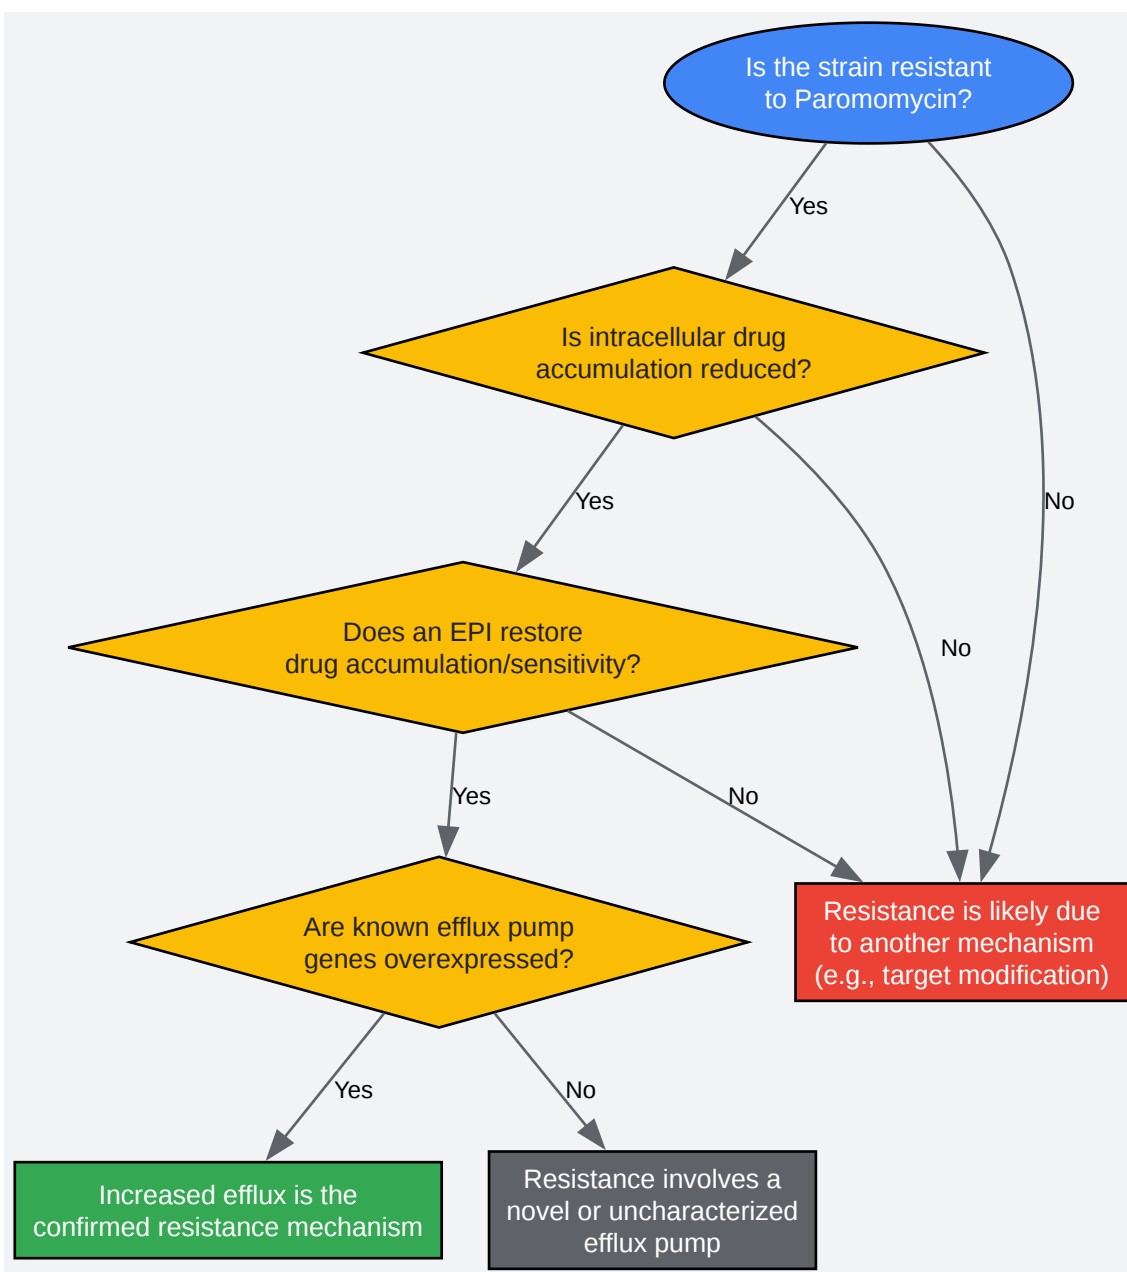 Is the strain resistant
to Paromomycin?
Yes
Is intracellular drug
accumulation reduced?
Yes
No
Does an EPI restore
drug accumulation/sensitivity?
No
Yes
No
Are known efflux pump
genes overexpressed?
Resistance is likely due
to another mechanism
(e.g., target modification)
Yes
No
Increased efflux is the
confirmed resistance mechanism
Resistance involves a
novel or uncharacterized
efflux pump